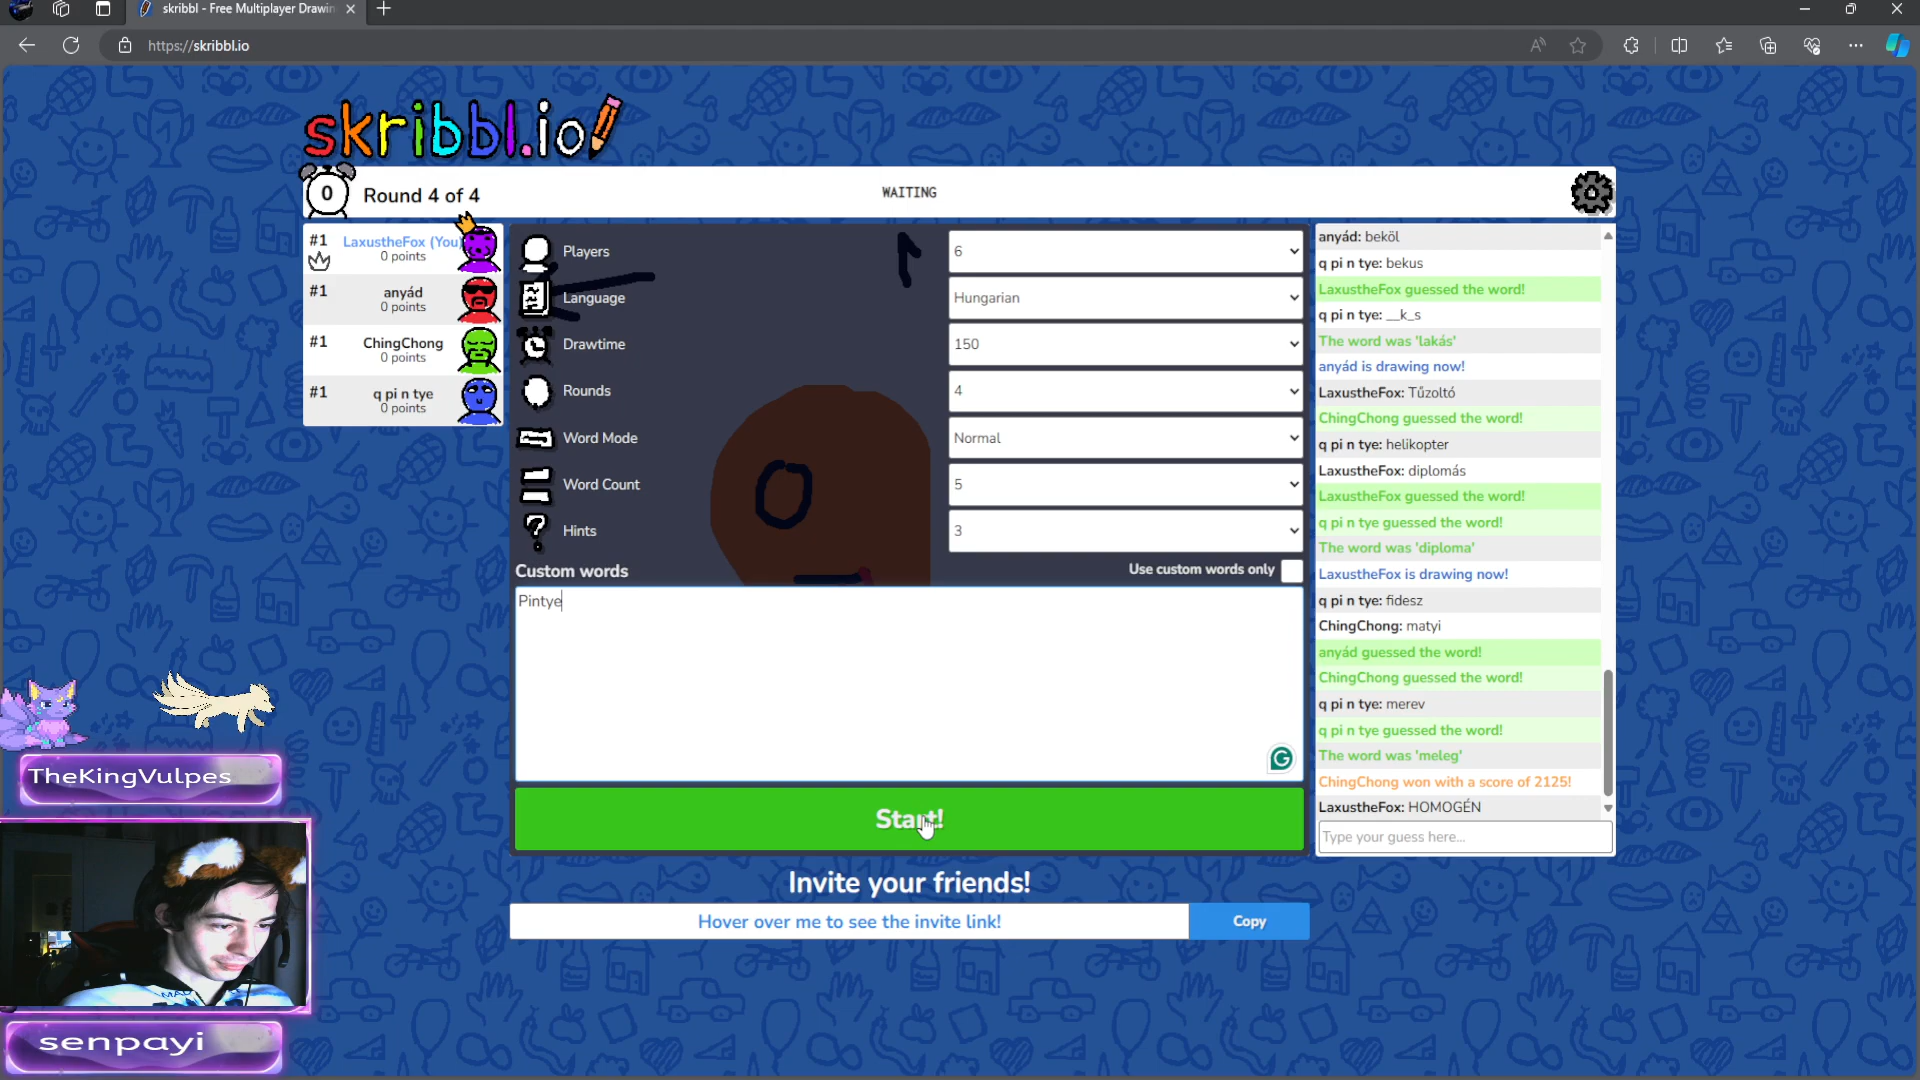 skribbl - Free Multiplayer Drawin
https://skribbl.io
skribbl.io
0
Round 4 of 4
WAITING
#1 LaxustheFox (You)
0 points
#1 anyád
0 points
#1 ChingChong
0 points
#1 q pi n tye
0 points
Players 6
Language Hungarian
Drawtime 150
Rounds 4
Word Mode Normal
Word Count 5
Hints 3
Custom words
Use custom words only
Pintye
Start!
Invite your friends!
Hover over me to see the invite link!
Copy
anyád: beköl
q pi n tye: bekus
LaxustheFox guessed the word!
q pi n tye: __k_s
The word was 'lakás'
anyád is drawing now!
LaxustheFox: Tűzoltó
ChingChong guessed the word!
q pi n tye: helikopter
LaxustheFox: diplomás
LaxustheFox guessed the word!
q pi n tye guessed the word!
The word was 'diploma'
LaxustheFox is drawing now!
q pi n tye: fidesz
ChingChong: matyi
anyád guessed the word!
ChingChong guessed the word!
q pi n tye: merev
q pi n tye guessed the word!
The word was 'meleg'
ChingChong won with a score of 2125!
LaxustheFox: HOMOGÉN
Type your guess here...
TheKingVulpes
senpayi